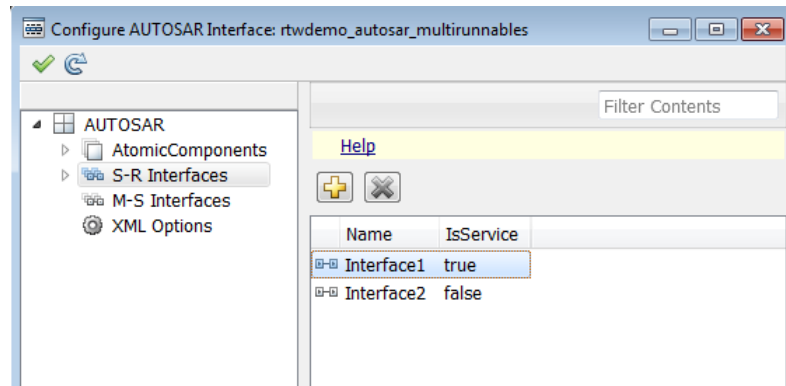 Configure AUTOSAR Interface: rtwdemo_autosar_multirunnables
Filter Contents
AUTOSAR
AtomicComponents
S-R Interfaces
M-S Interfaces
XML Options
Help
Name IsService
Interface1 true
Interface2 false